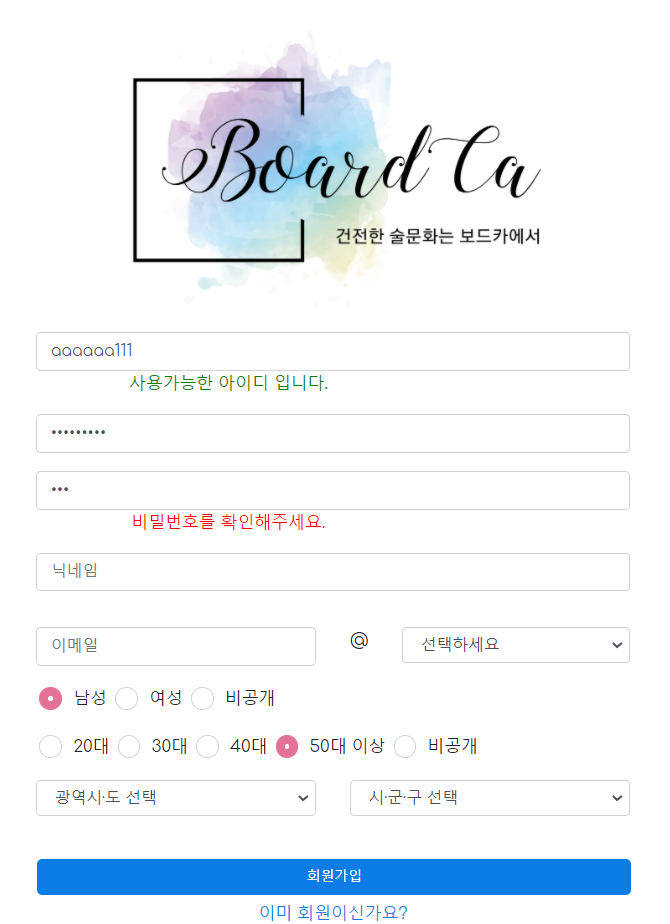 Board Ca
건전한 술문화는 보드카에서
aaaaaa111
사용가능한 아이디 입니다.
•••••••••
•••
비밀번호를 확인해주세요.
닉네임
이메일 @ 선택하세요
남성 여성 비공개
20대 30대 40대 50대 이상 비공개
광역시·도 선택 시·군·구 선택
회원가입
이미 회원이신가요?